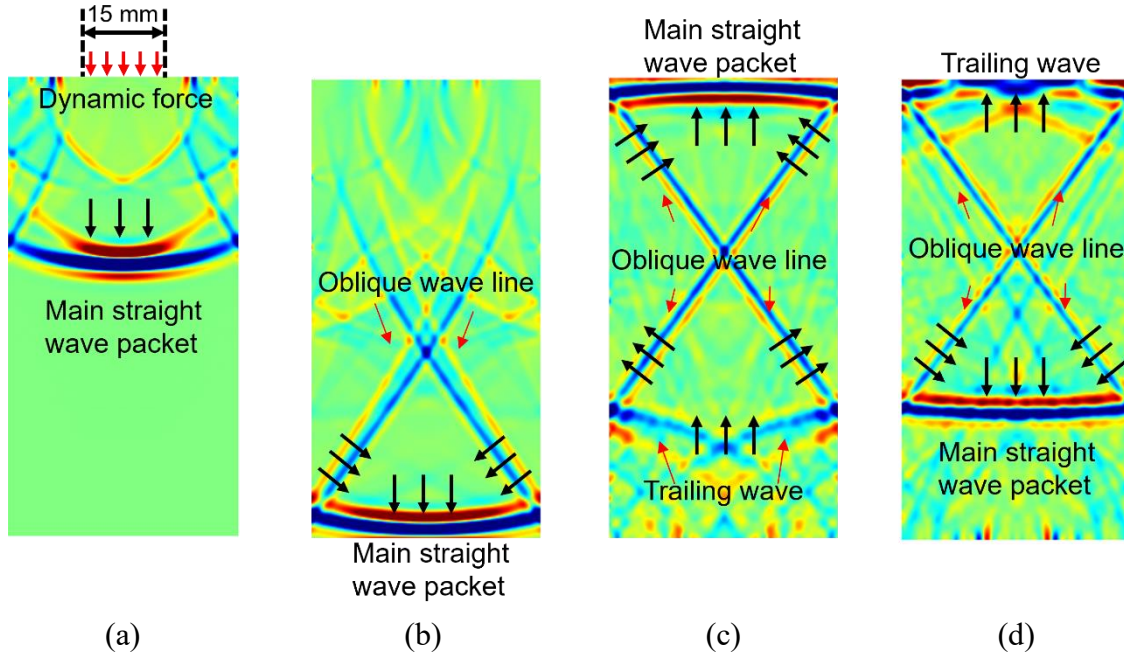 15 mm
Dynamic force
Main straight
wave packet
(a)
Oblique wave line
Main straight
wave packet
(b)
Main straight
wave packet
Oblique wave line
Trailing wave
(c)
Trailing wave
Oblique wave line
Main straight
wave packet
(d)